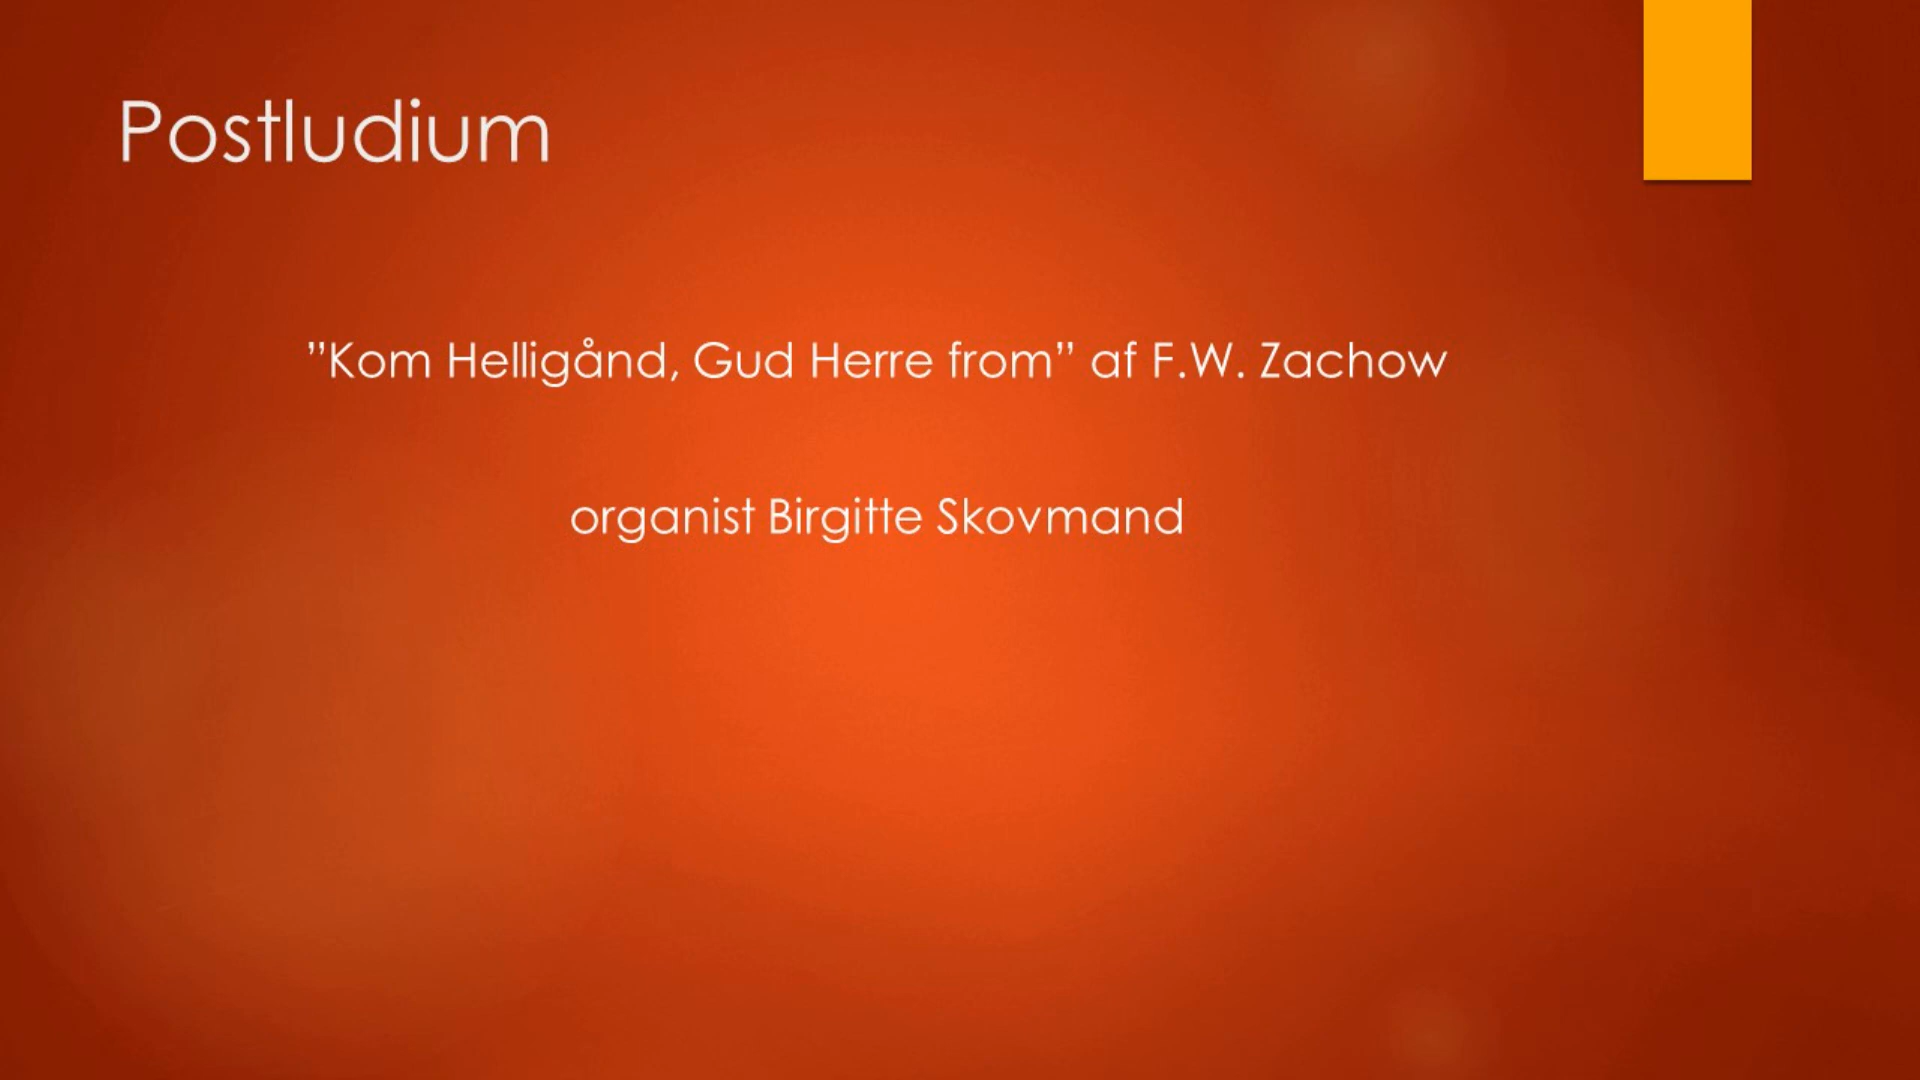 Postludium
”Kom Helligånd, Gud Herre from” af F.W. Zachow
organist Birgitte Skovmand